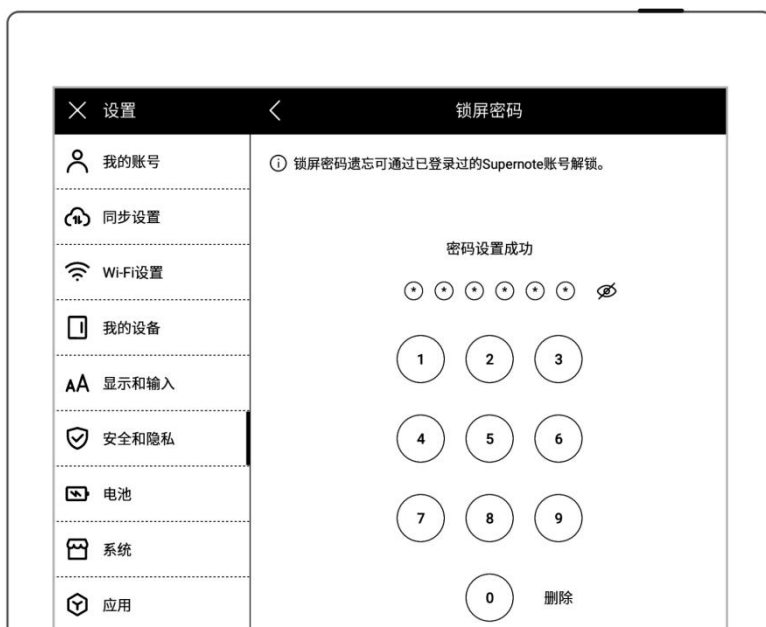 设置
锁屏密码
我的账号
同步设置
Wi-Fi设置
我的设备
AA 显示和输入
安全和隐私
电池
系统
应用
锁屏密码遗忘可通过已登录过的Supernote账号解锁。
密码设置成功
* * * * * *
1 2 3
4 5 6
7 8 9
0 删除